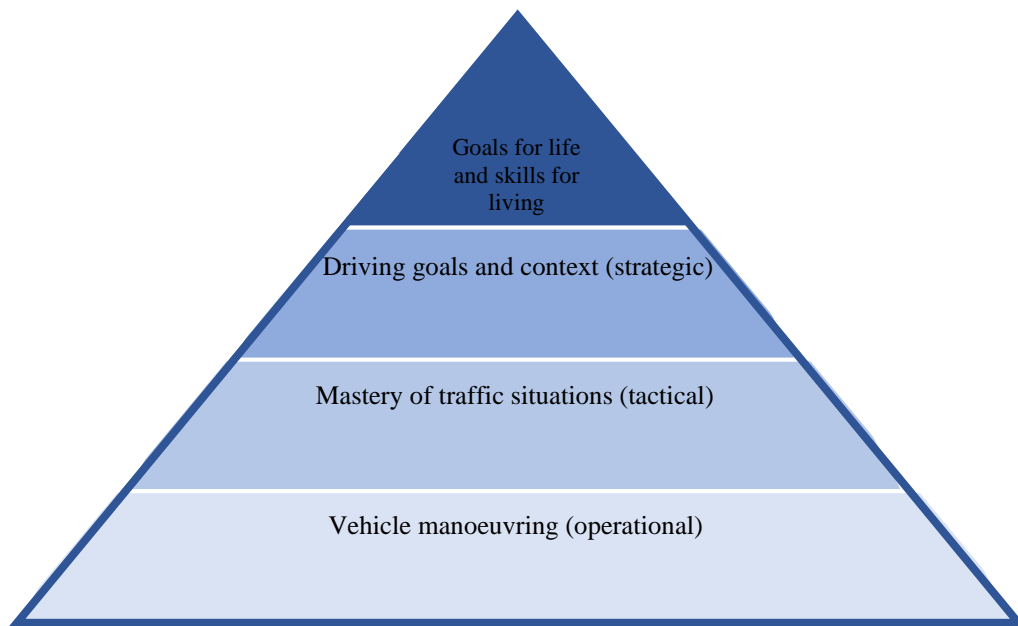 Goals for life
and skills for
living
Driving goals and context (strategic)
Mastery of traffic situations (tactical)
Vehicle manoeuvring (operational)